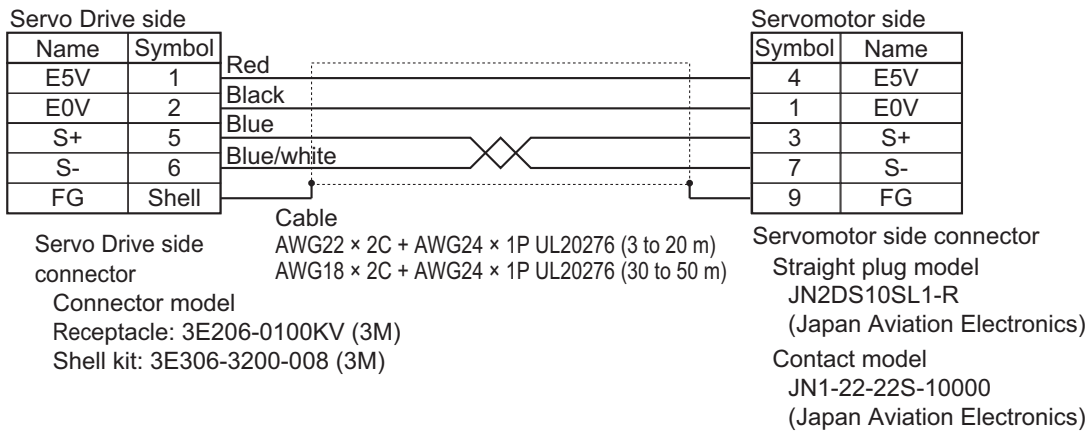 Servo Drive side
Servomotor side
Name Symbol
Symbol Name
E5V 1 Red 4 E5V
E0V 2 Black 1 E0V
S+ 5 Blue 3 S+
S- 6 Blue/white 7 S-
FG Shell 9 FG
Cable
AWG22 × 2C + AWG24 × 1P UL20276 (3 to 20 m)
AWG18 × 2C + AWG24 × 1P UL20276 (30 to 50 m)
Servo Drive side
connector
Connector model
Receptacle: 3E206-0100KV (3M)
Shell kit: 3E306-3200-008 (3M)
Servomotor side connector
Straight plug model
JN2DS10SL1-R
(Japan Aviation Electronics)
Contact model
JN1-22-22S-10000
(Japan Aviation Electronics)